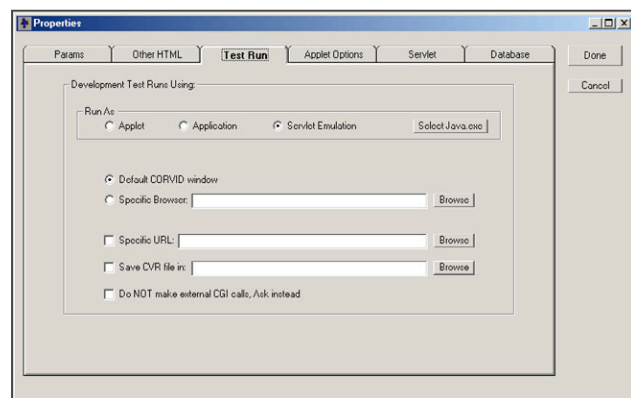 Properties
Params Other HTML Test Run Applet Options Servlet Database Done
Cancel
Development Test Runs Using:
Run As
Applet Application Servlet Emulation Select Java.exe
Default CORVID window
Specific Browser: Browse
Specific URL: Browse
Save CVR file in: Browse
Do NOT make external CGI calls, Ask instead